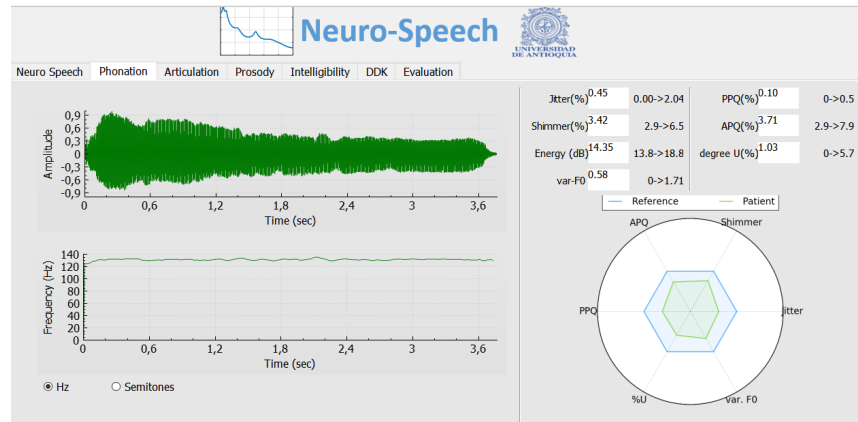 Neuro-Speech
UNIVERSIDAD
DE ANTIOQUIA
Neuro Speech Phonation Articulation Prosody Intelligibility DDK Evaluation
Amplitude
0,9
0,6
0,3
0
-0,3
-0,6
-0,9
0 0,6 1,2 1,8 2,4 3 3,6
Time (sec)
Frequency (Hz)
140
120
100
80
60
40
20
0
0 0,6 1,2 1,8 2,4 3 3,6
Time (sec)
Hz Semitones
Jitter(%) 0.45 0.00->2.04 PPQ(%) 0.10 0->0.5
Shimmer(%) 3.42 2.9->6.5 APQ(%) 3.71 2.9->7.9
Energy (dB) 14.35 13.8->18.8 degree U(%) 1.03 0->5.7
var-F0 0.58 0->1.71
Reference Patient
APQ Shimmer
PPQ Jitter
%U var. F0